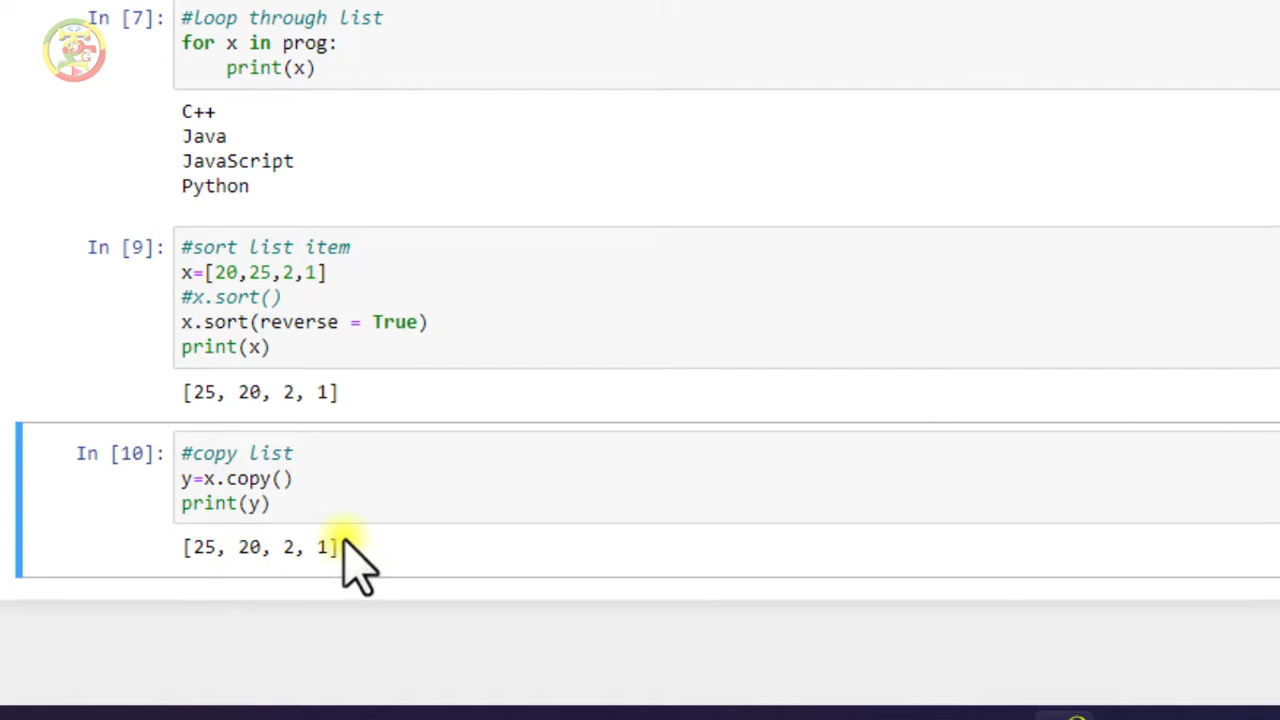 In [7]: #loop through list
for x in prog:
    print(x)
C++
Java
JavaScript
Python
In [9]: #sort list item
x=[20,25,2,1]
#x.sort()
x.sort(reverse = True)
print(x)
[25, 20, 2, 1]
In [10]: #copy list
y=x.copy()
print(y)
[25, 20, 2, 1]